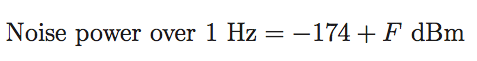 Noise power over 1 Hz = −174 + F dBm